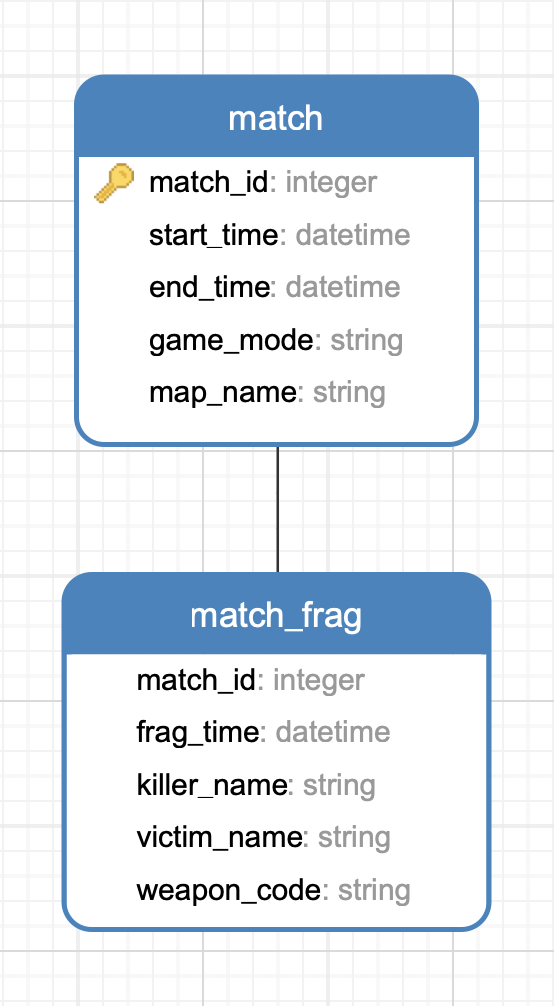 match
match_id: integer
start_time: datetime
end_time: datetime
game_mode: string
map_name: string
match_frag
match_id: integer
frag_time: datetime
killer_name: string
victim_name: string
weapon_code: string